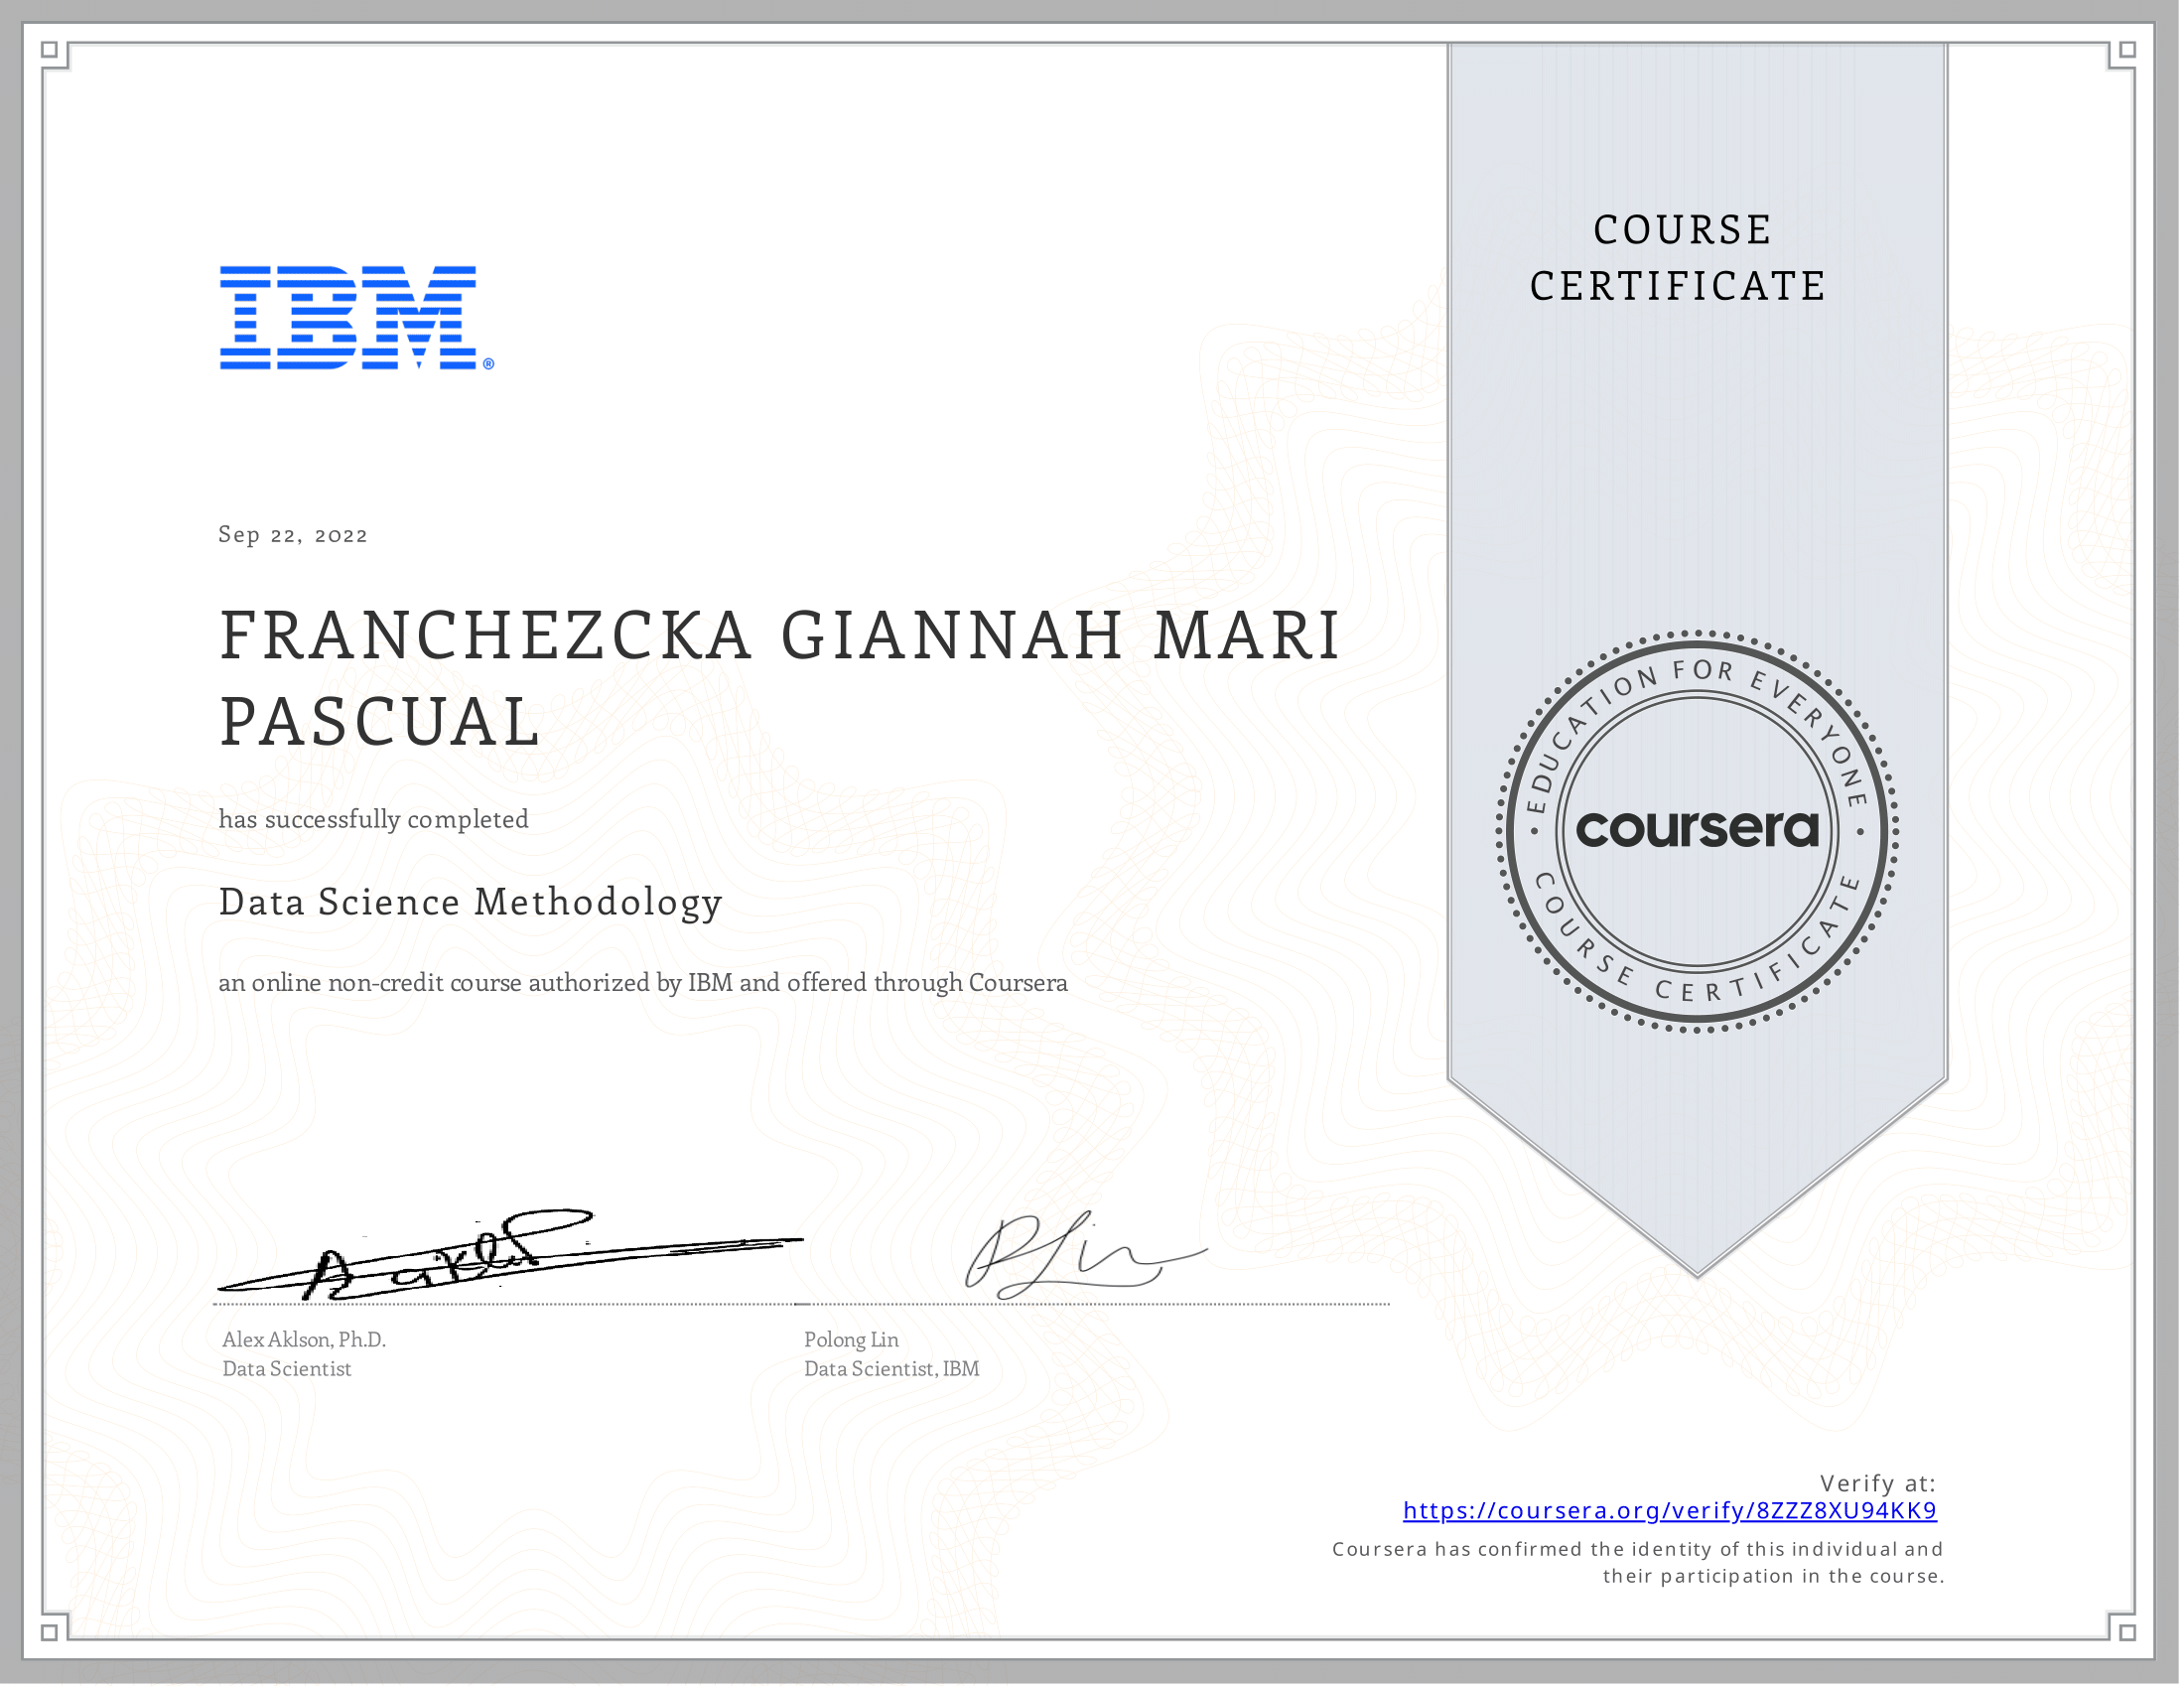 IBM®
COURSE
CERTIFICATE
Sep 22, 2022
FRANCHEZCKA GIANNAH MARI
PASCUAL
has successfully completed
Data Science Methodology
an online non-credit course authorized by IBM and offered through Coursera
EDUCATION FOR EVERYONE
coursera
COURSE CERTIFICATE
Alex Aklson, Ph.D.
Data Scientist
Polong Lin
Data Scientist, IBM
Verify at:
https://coursera.org/verify/8ZZZ8XU94KK9
Coursera has confirmed the identity of this individual and
their participation in the course.